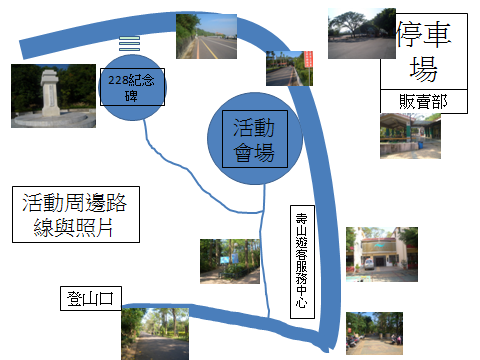 停車
場
販賣部
228紀念
碑
活動
會場
活動周邊路
線與照片
壽山遊客服務中心
登山口